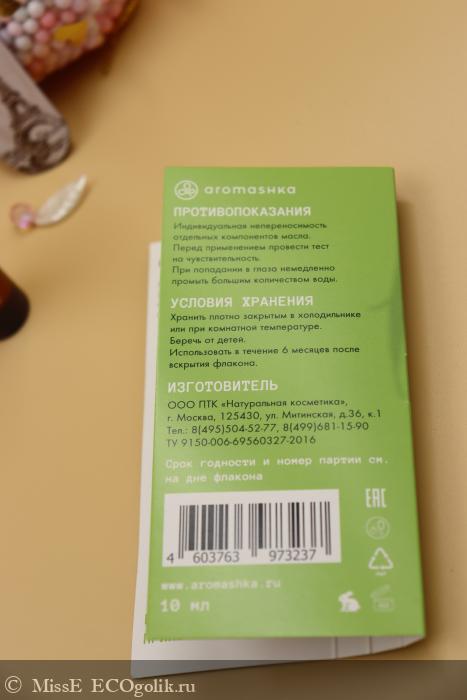 aromashka
ПРОТИВОПОКАЗАНИЯ
Индивидуальная непереносимость
отдельных компонентов масла.
Перед применением провести тест
на чувствительность.
При попадании в глаза немедленно
промыть большим количеством воды.
УСЛОВИЯ ХРАНЕНИЯ
Хранить плотно закрытым в холодильнике
или при комнатной температуре.
Беречь от детей.
Использовать в течение 6 месяцев после
вскрытия флакона.
ИЗГОТОВИТЕЛЬ
ООО ПТК «Натуральная косметика»,
г. Москва, 125430, ул. Митинская, д.36, к.1
Тел.: 8(495)504-52-77, 8(499)681-15-90
ТУ 9150-006-69560327-2016
Срок годности и номер партии см.
на дне флакона
EAC
4 603763 973237
www.aromashka.ru
10 мл
© MissE ECOgolik.ru